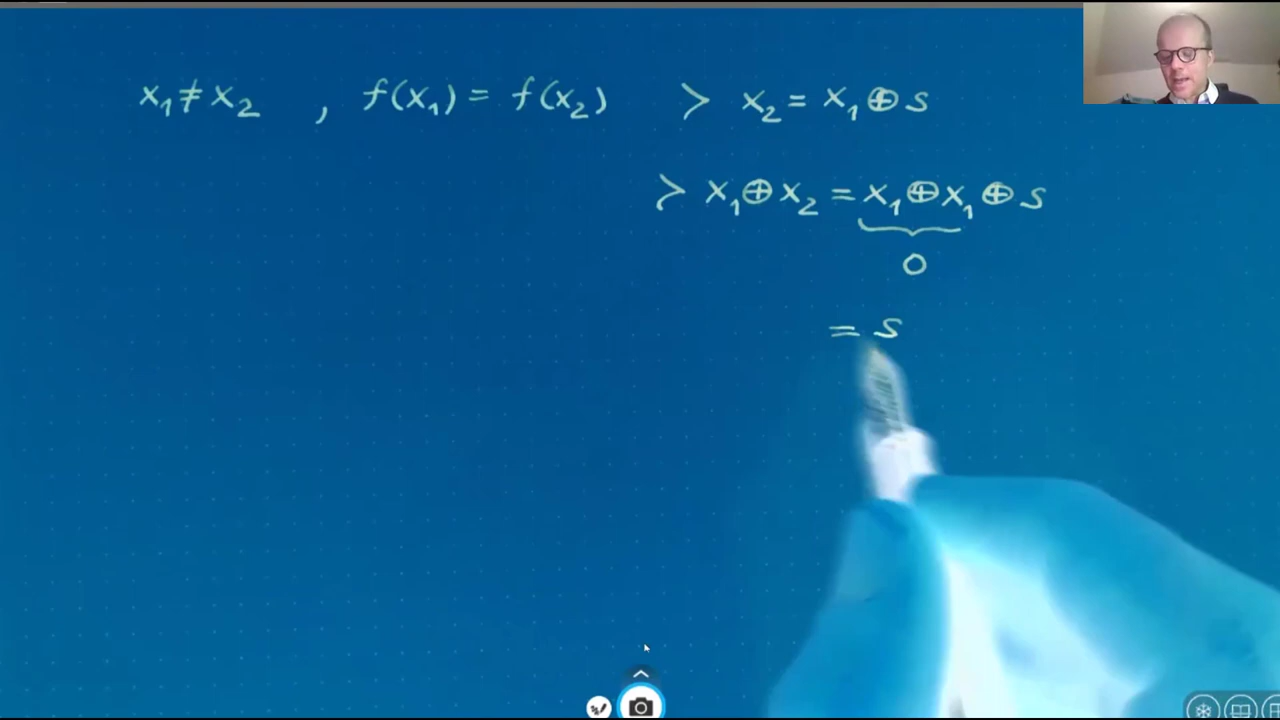 x₁ ≠ x₂ , f(x₁) = f(x₂) > x₂ = x₁ ⊕ s
> x₁ ⊕ x₂ = x₁ ⊕ x₁ ⊕ s
0
= s